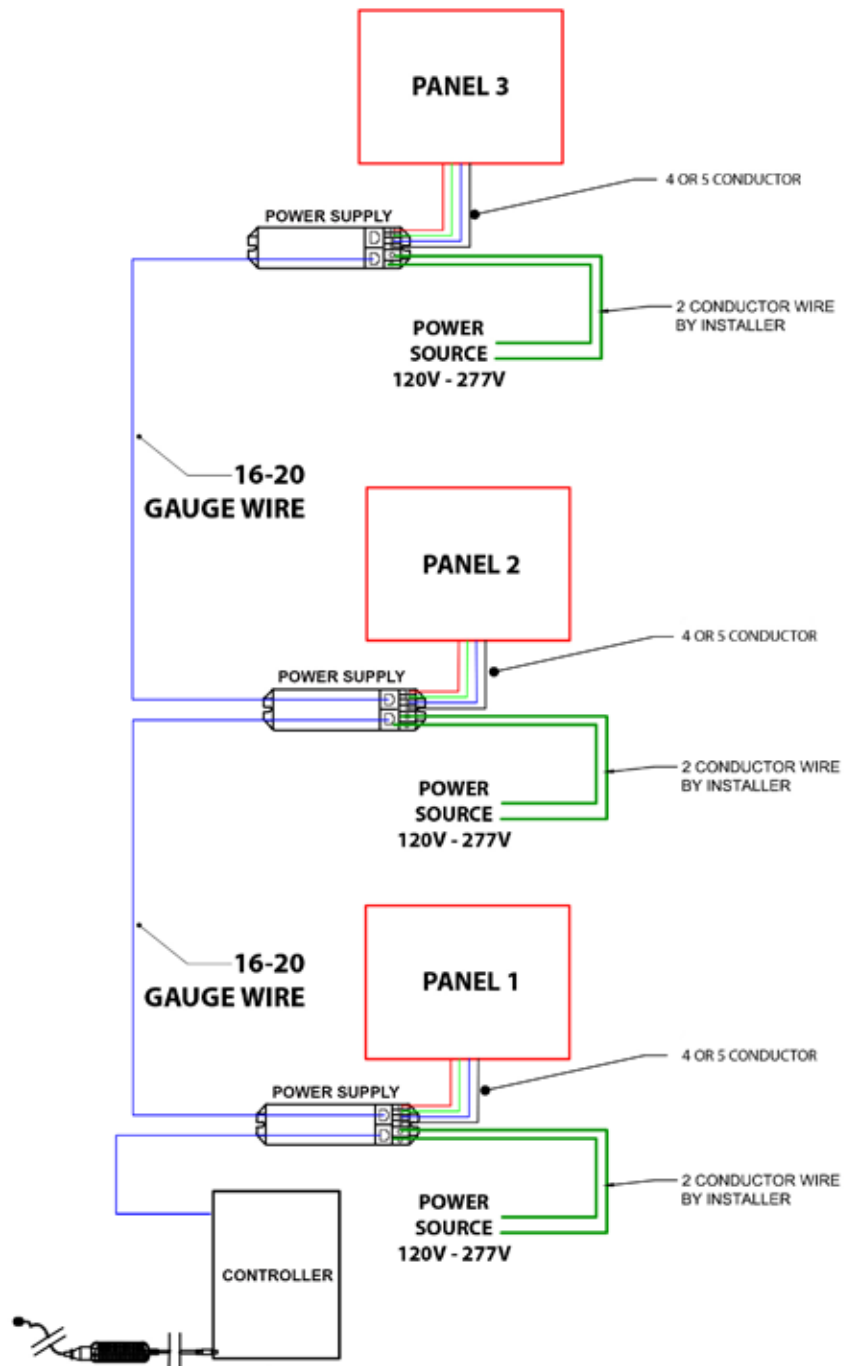 PANEL 3
4 OR 5 CONDUCTOR
POWER SUPPLY
2 CONDUCTOR WIRE
BY INSTALLER
POWER
SOURCE
120V - 277V
16-20
GAUGE WIRE
PANEL 2
4 OR 5 CONDUCTOR
POWER SUPPLY
2 CONDUCTOR WIRE
BY INSTALLER
POWER
SOURCE
120V - 277V
16-20
GAUGE WIRE
PANEL 1
4 OR 5 CONDUCTOR
POWER SUPPLY
2 CONDUCTOR WIRE
BY INSTALLER
POWER
SOURCE
120V - 277V
CONTROLLER